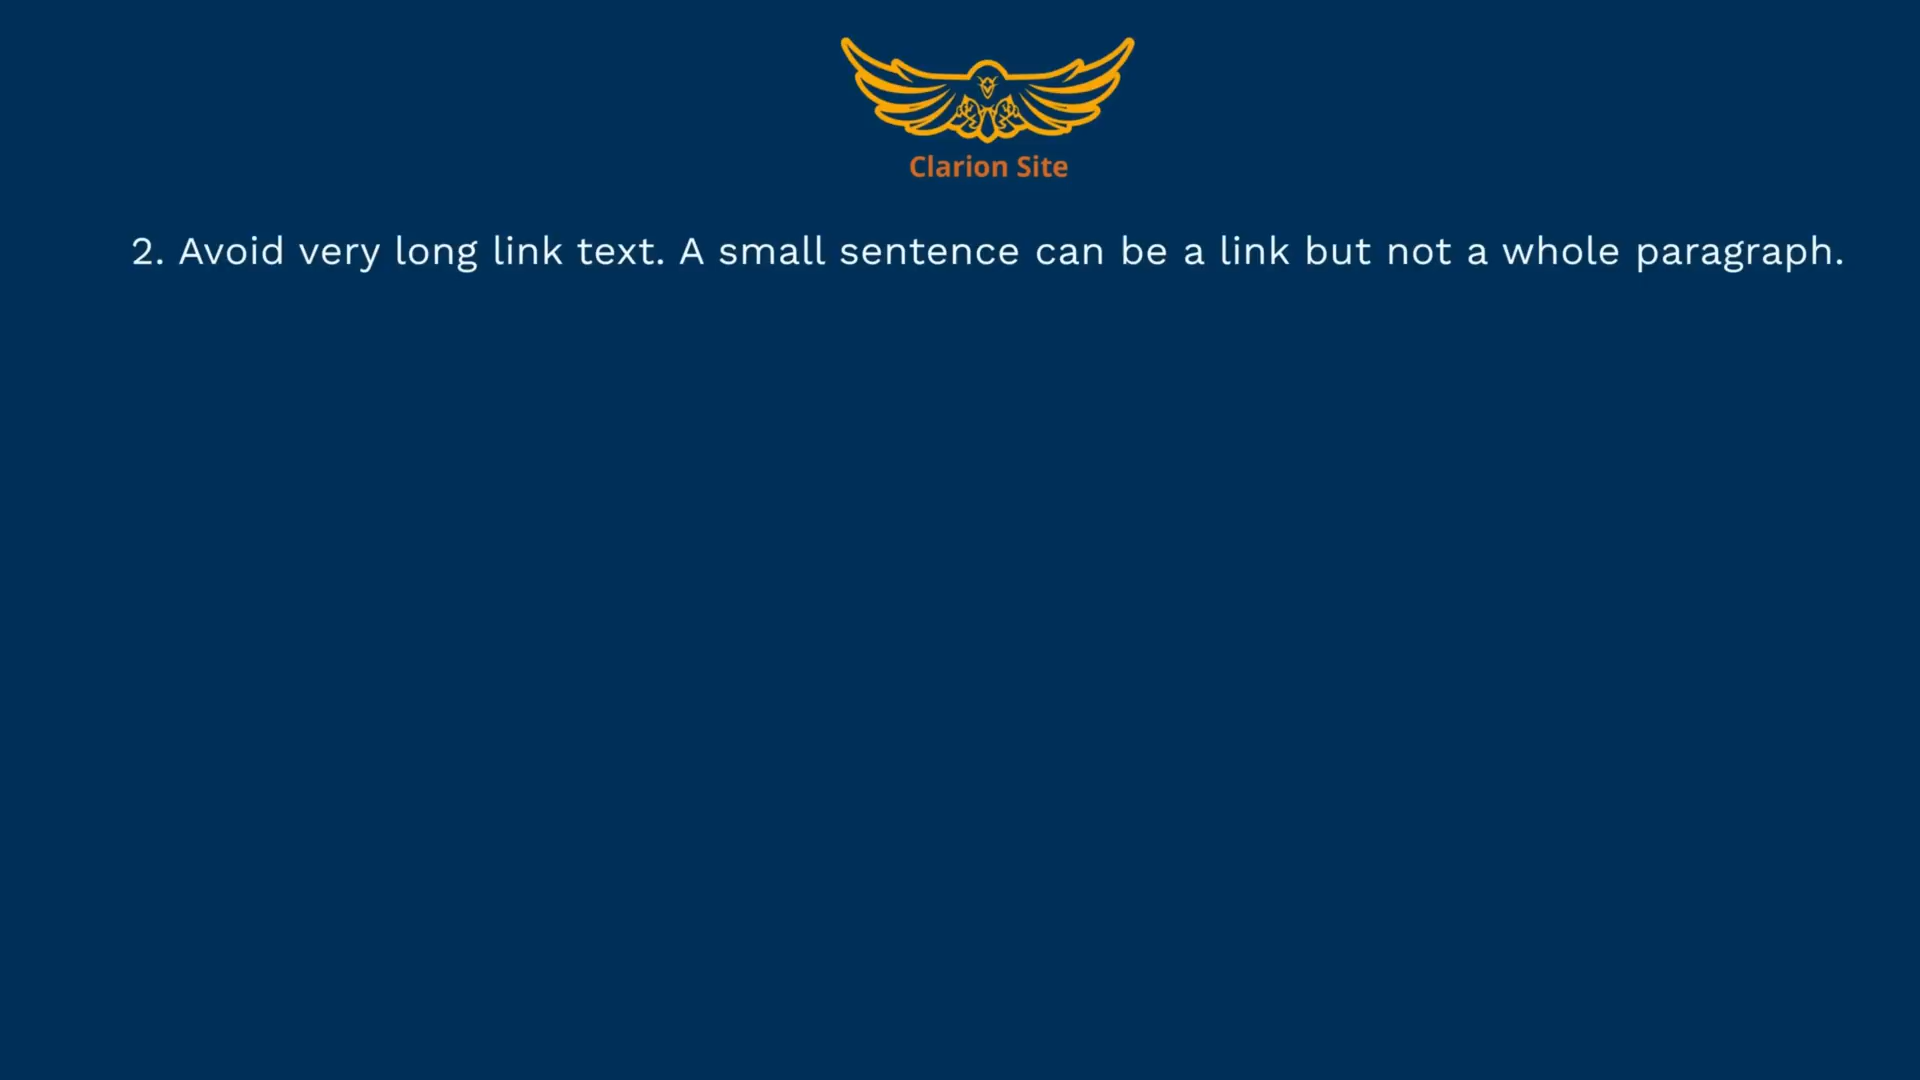 Clarion Site
2. Avoid very long link text. A small sentence can be a link but not a whole paragraph.